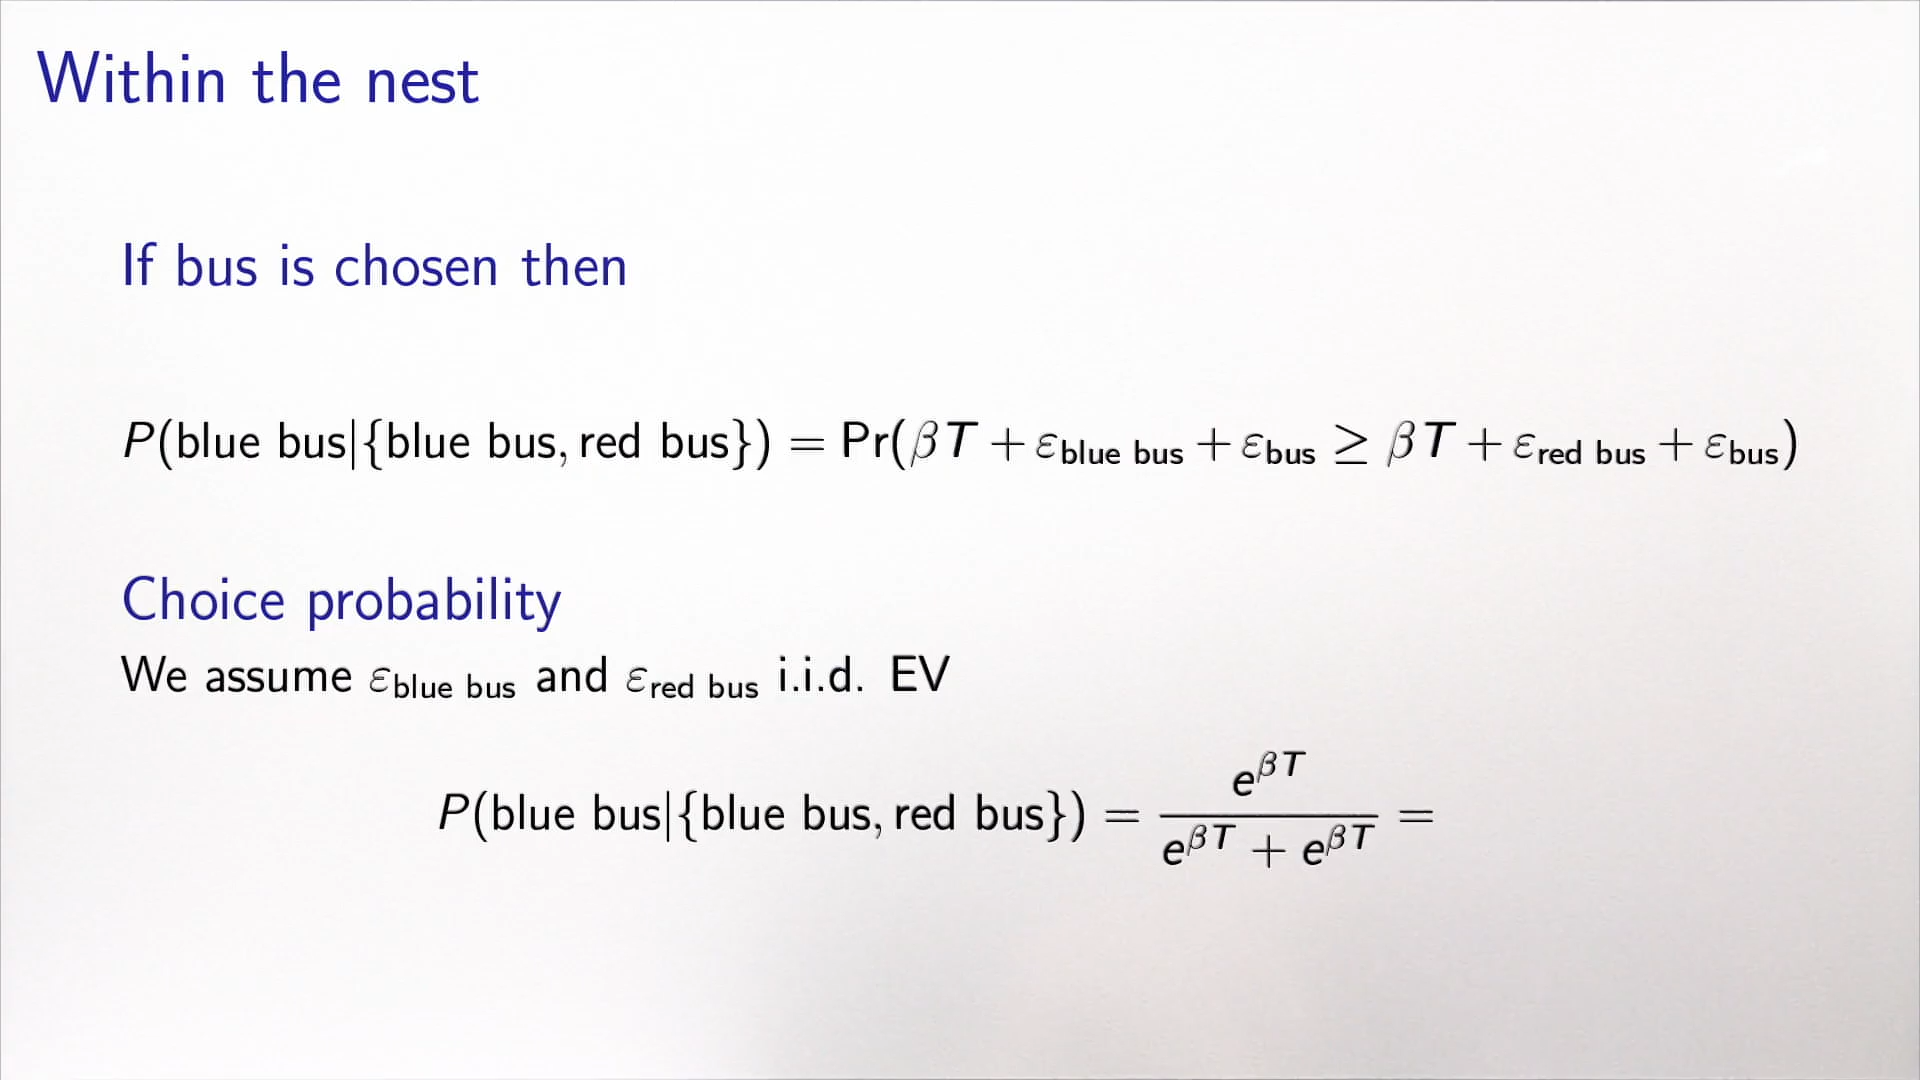 Within the nest
If bus is chosen then
P(blue bus|{blue bus, red bus}) = Pr(βT + ε_blue bus + ε_bus ≥ βT + ε_red bus + ε_bus)
Choice probability
We assume ε_blue bus and ε_red bus i.i.d. EV
P(blue bus|{blue bus, red bus}) = e^{βT} / (e^{βT} + e^{βT}) =